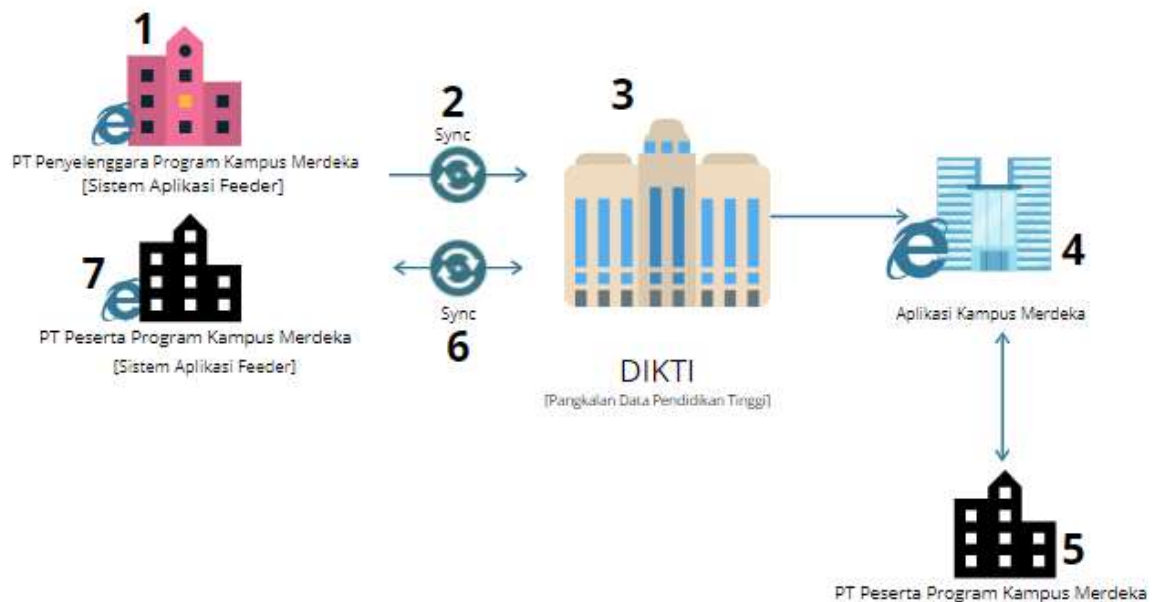 1
PT Penyelenggara Program Kampus Merdeka
[Sistem Aplikasi Feeder]
2
Sync
3
DIKTI
[Pangkalan Data Pendidikan Tinggi]
4
Aplikasi Kampus Merdeka
5
PT Peserta Program Kampus Merdeka
Sync
6
7
PT Peserta Program Kampus Merdeka
[Sistem Aplikasi Feeder]